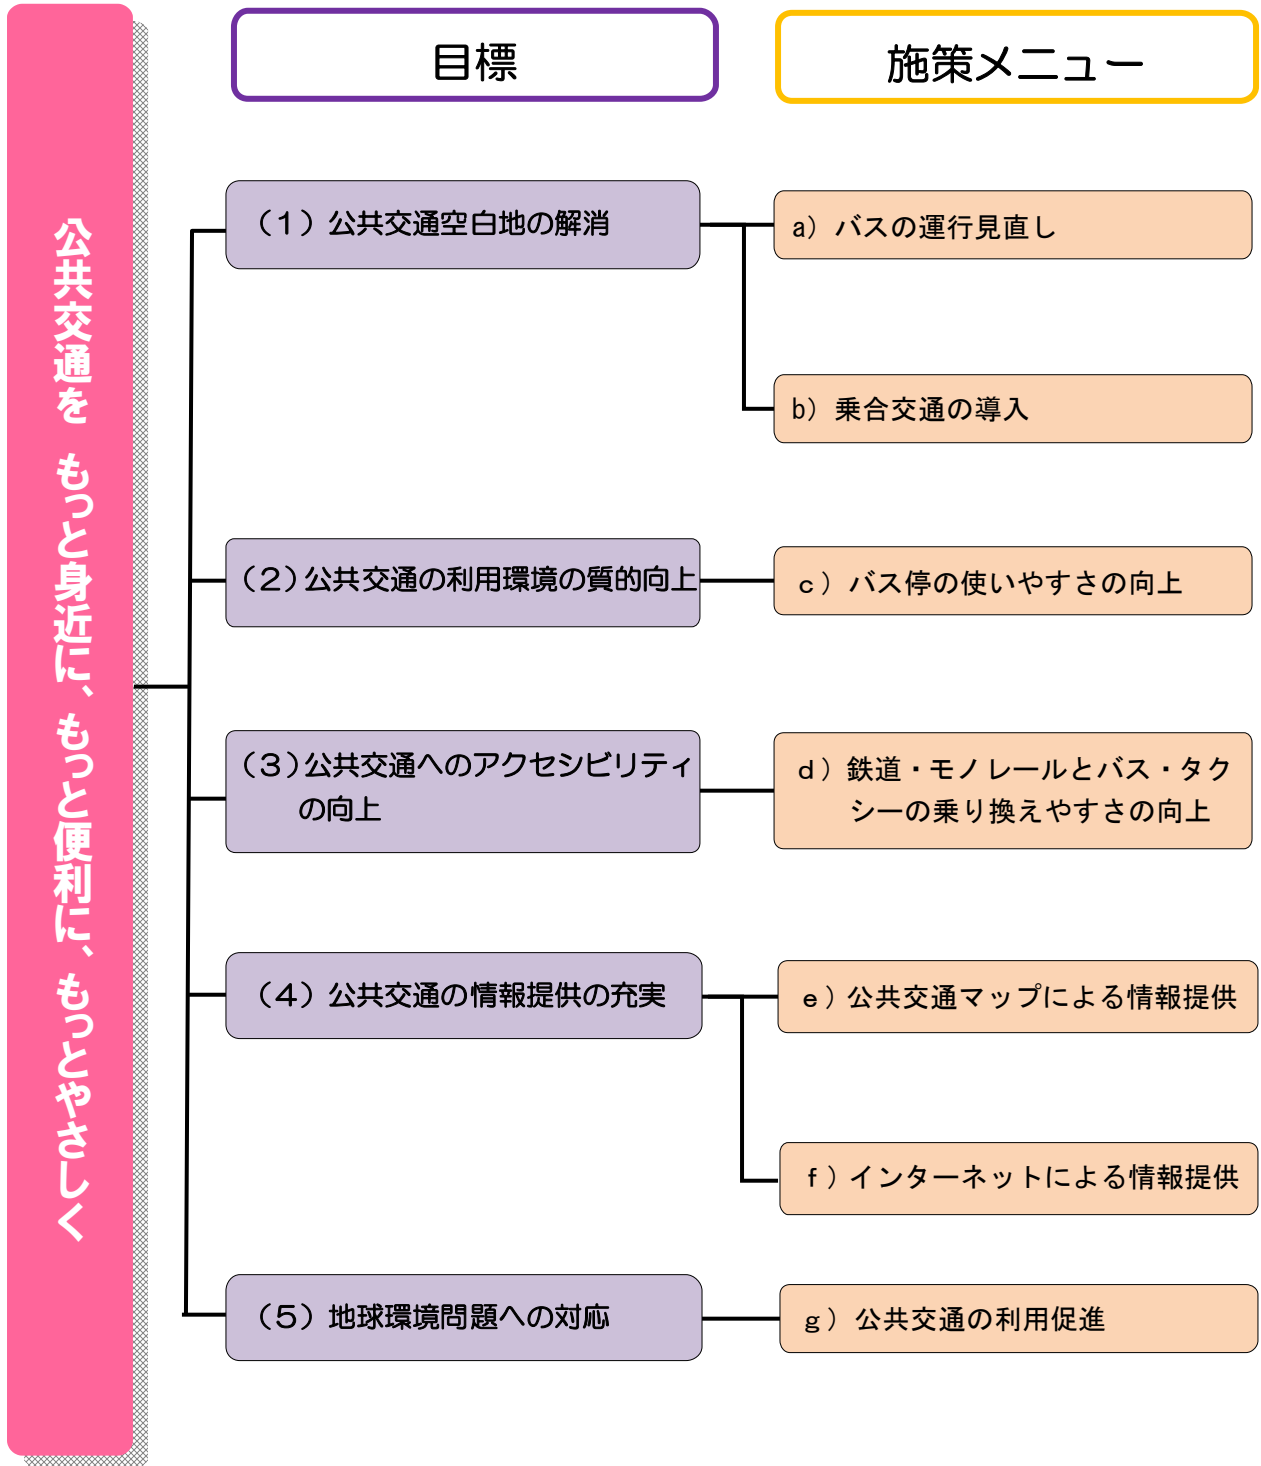 公共交通を　もっと身近に、もっと便利に、もっとやさしく
目標
施策メニュー
（１）公共交通空白地の解消
a）バスの運行見直し
b）乗合交通の導入
（２）公共交通の利用環境の質的向上
ｃ）バス停の使いやすさの向上
（３）公共交通へのアクセシビリティ
の向上
ｄ）鉄道・モノレールとバス・タク
シーの乗り換えやすさの向上
（４）公共交通の情報提供の充実
ｅ）公共交通マップによる情報提供
ｆ）インターネットによる情報提供
（５）地球環境問題への対応
ｇ）公共交通の利用促進